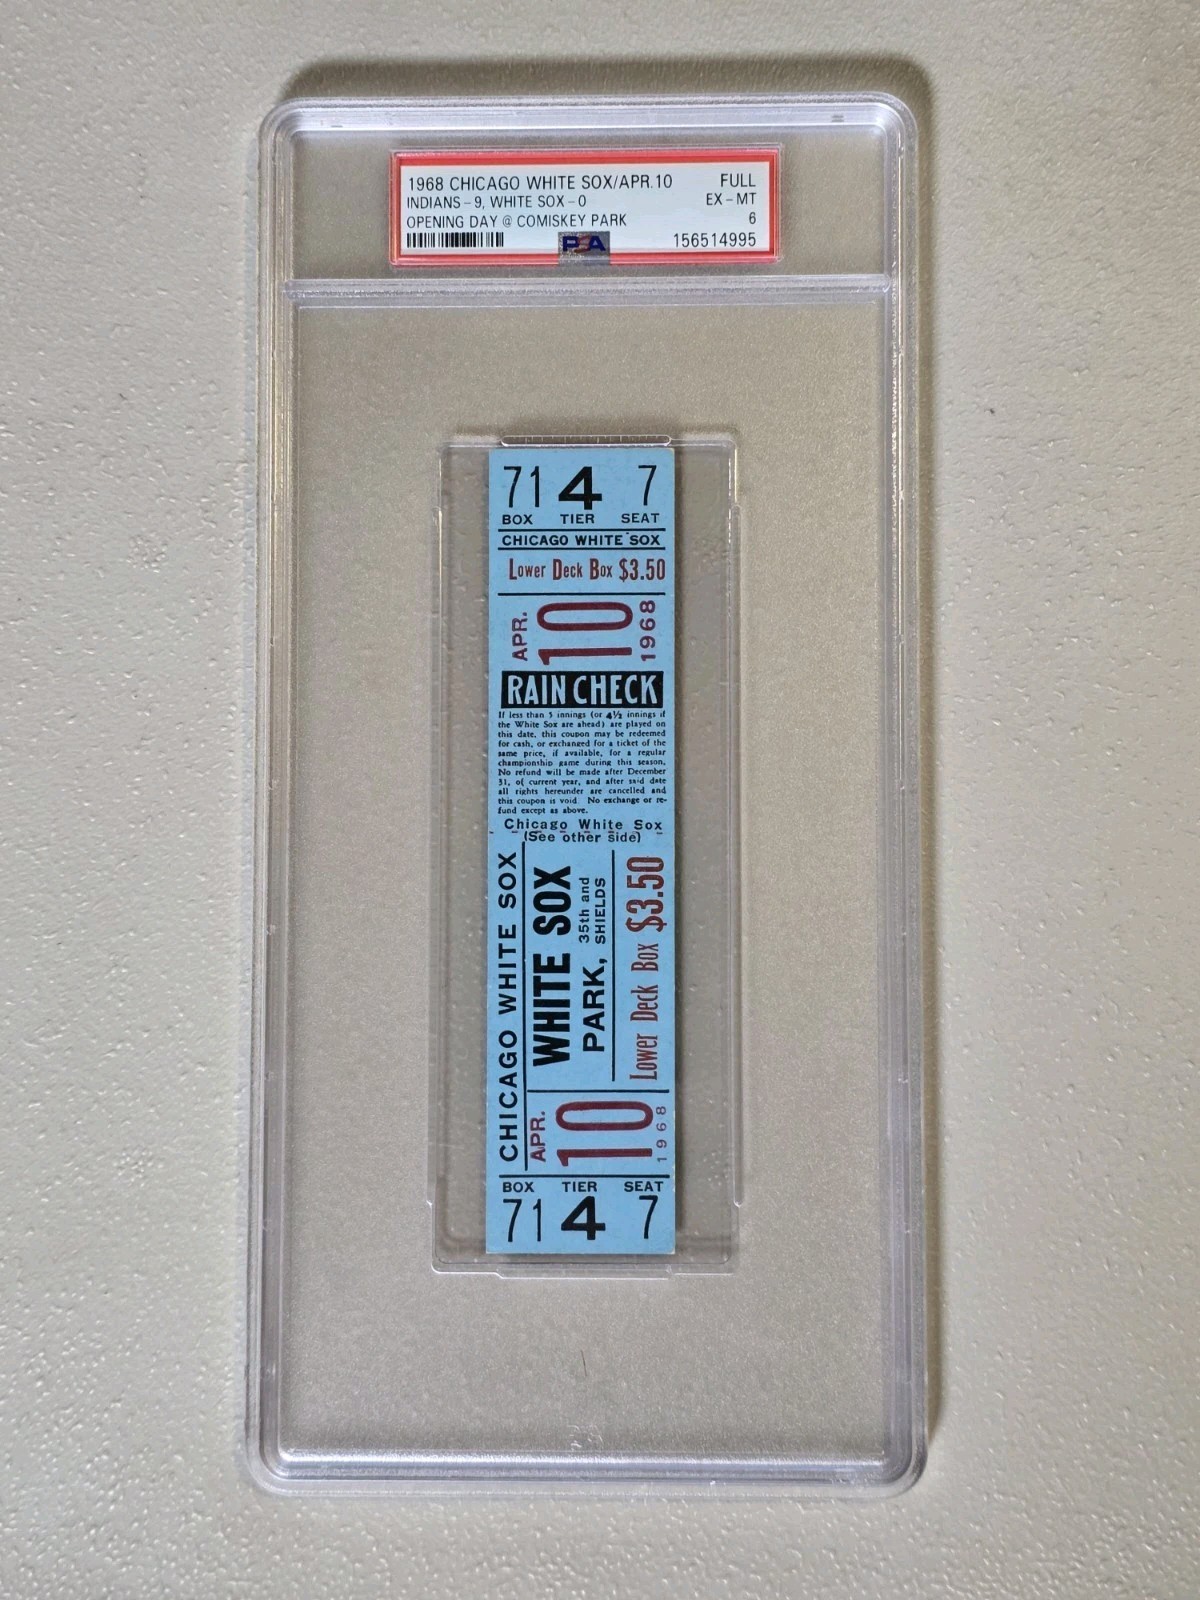 1968 CHICAGO WHITE SOX/APR.10 FULL
INDIANS-9, WHITE SOX-0 EX-MT
OPENING DAY @ COMISKEY PARK 6
PSA 156514995
71 4 7
BOX TIER SEAT
CHICAGO WHITE SOX
Lower Deck Box $3.50
APR.
10
1968
RAIN CHECK
If less than 5 innings (or 4½ innings if
the White Sox are ahead) are played on
this date, this coupon may be redeemed
for cash, or exchanged for a ticket of the
same price, if available, for a regular
championship game during this season.
No refund will be made after December
31, of current year, and after said date
all rights hereunder are cancelled and
this coupon is void. No exchange or re-
fund except as above.
Chicago White Sox
(See other side)
CHICAGO WHITE SOX
WHITE SOX
PARK, 35th and
SHIELDS
Lower Deck Box $3.50
APR.
10
1968
BOX TIER SEAT
71 4 7